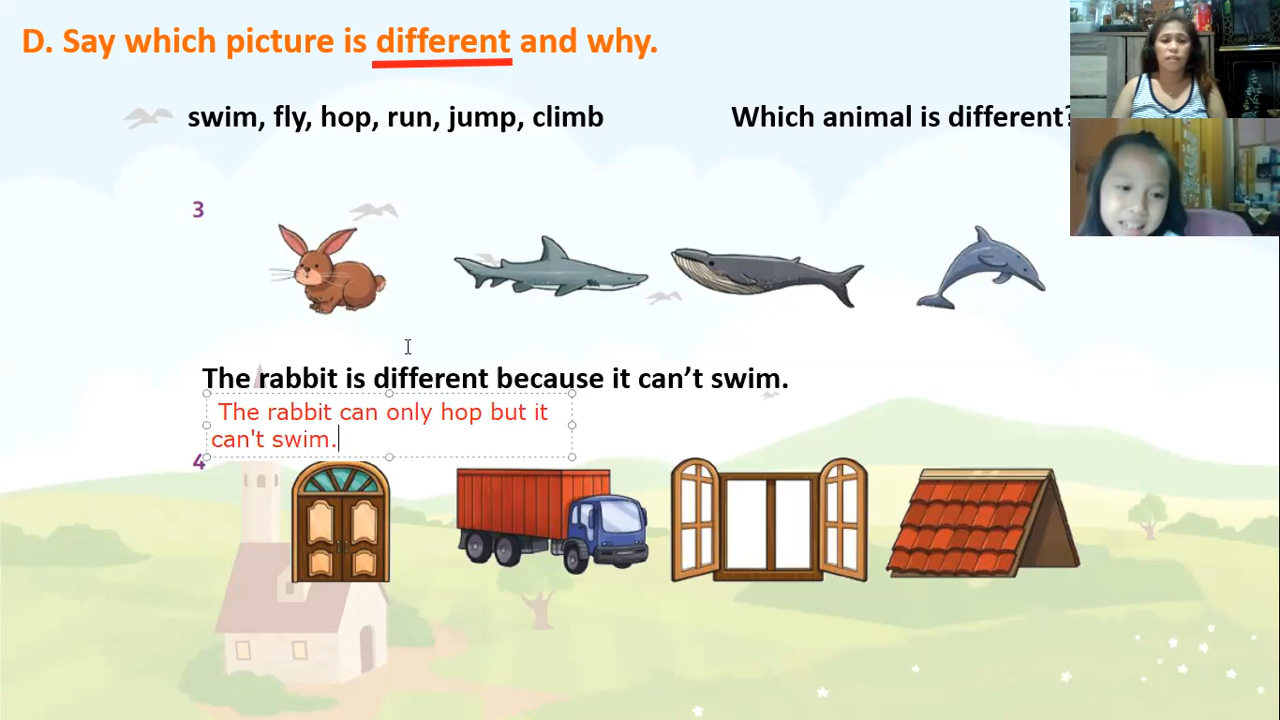 D. Say which picture is different and why.
swim, fly, hop, run, jump, climb
Which animal is different?
3
The rabbit is different because it can’t swim.
The rabbit can only hop but it
can't swim.
4